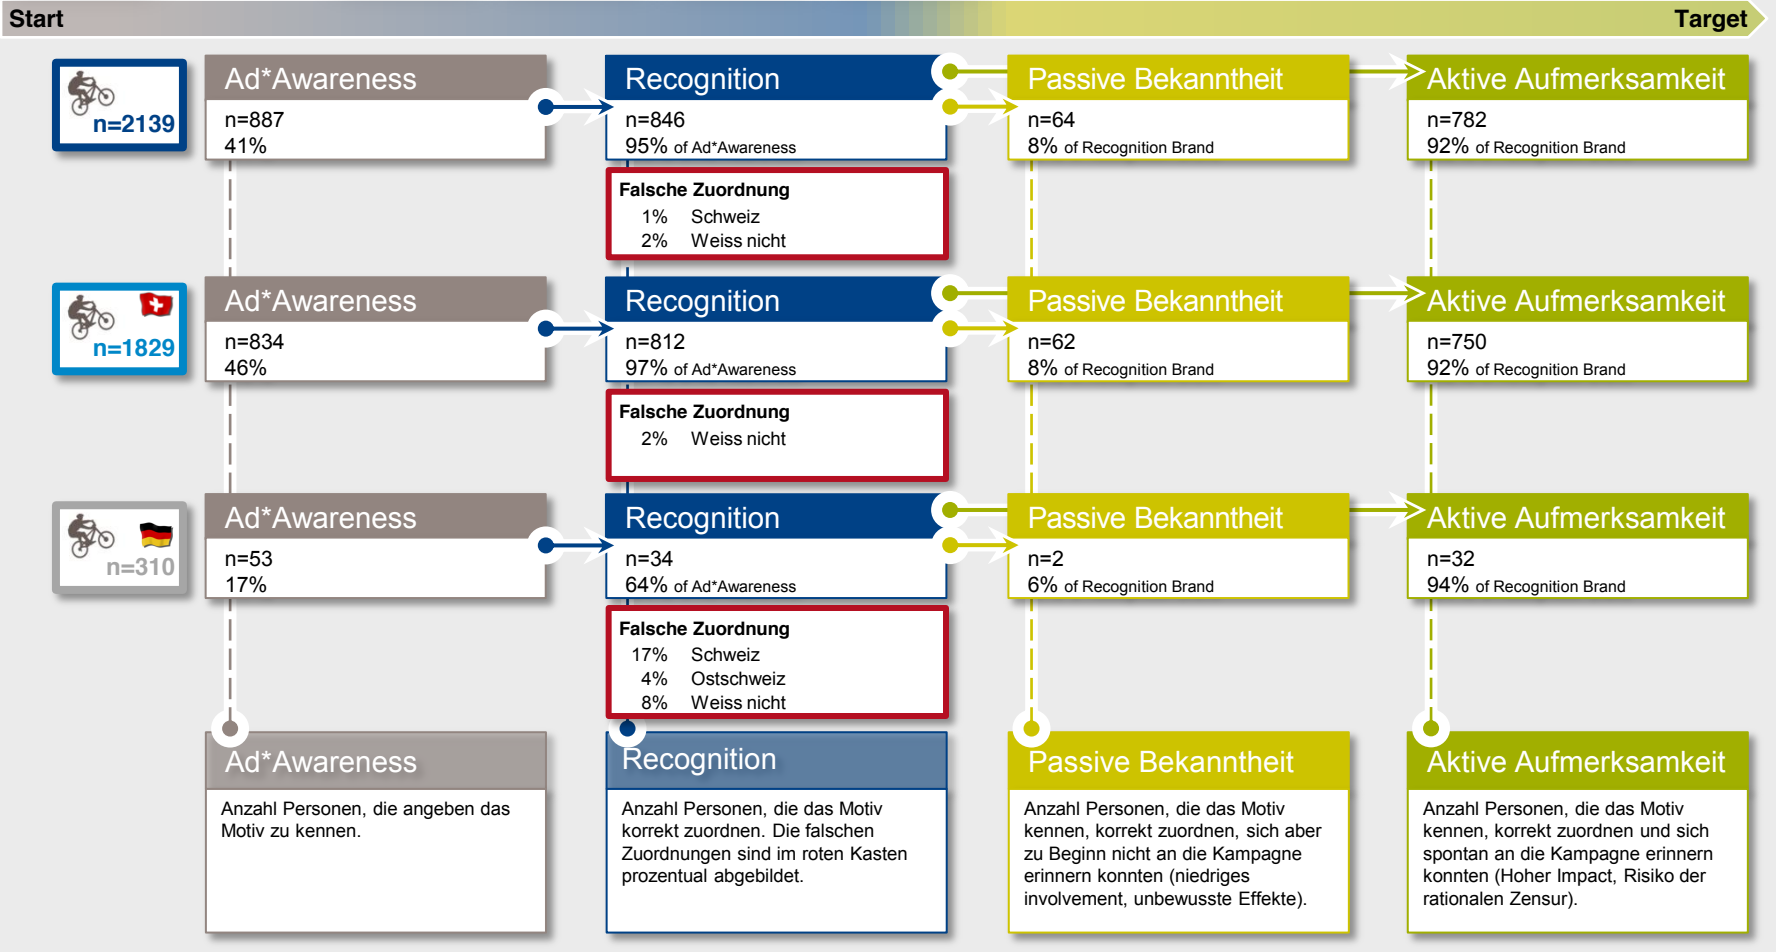 Start
Target
n=2139
Ad*Awareness
n=887
41%
Recognition
n=846
95% of Ad*Awareness
Falsche Zuordnung
1% Schweiz
2% Weiss nicht
Passive Bekanntheit
n=64
8% of Recognition Brand
Aktive Aufmerksamkeit
n=782
92% of Recognition Brand
n=1829
Ad*Awareness
n=834
46%
Recognition
n=812
97% of Ad*Awareness
Falsche Zuordnung
2% Weiss nicht
Passive Bekanntheit
n=62
8% of Recognition Brand
Aktive Aufmerksamkeit
n=750
92% of Recognition Brand
n=310
Ad*Awareness
n=53
17%
Recognition
n=34
64% of Ad*Awareness
Falsche Zuordnung
17% Schweiz
4% Ostschweiz
8% Weiss nicht
Passive Bekanntheit
n=2
6% of Recognition Brand
Aktive Aufmerksamkeit
n=32
94% of Recognition Brand
Ad*Awareness
Anzahl Personen, die angeben das
Motiv zu kennen.
Recognition
Anzahl Personen, die das Motiv
korrekt zuordnen. Die falschen
Zuordnungen sind im roten Kasten
prozentual abgebildet.
Passive Bekanntheit
Anzahl Personen, die das Motiv
kennen, korrekt zuordnen, sich aber
zu Beginn nicht an die Kampagne
erinnern konnten (niedriges
involvement, unbewusste Effekte).
Aktive Aufmerksamkeit
Anzahl Personen, die das Motiv
kennen, korrekt zuordnen und sich
spontan an die Kampagne erinnern
konnten (Hoher Impact, Risiko der
rationalen Zensur).